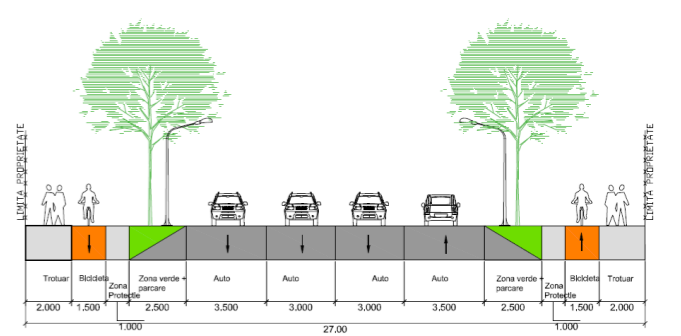 LIMITA PROPRIETATE
LIMITA PROPRIETATE
Trotuar
Bicicleta
Zona Protectie
Zona verde + parcare
Auto
Auto
Auto
Auto
Zona verde + parcare
Zona Protectie
Bicicleta
Trotuar
2.000 1.500 2.500 3.500 3.000 3.000 3.500 2.500 1.500 2.000
1.000 27.00 1.000